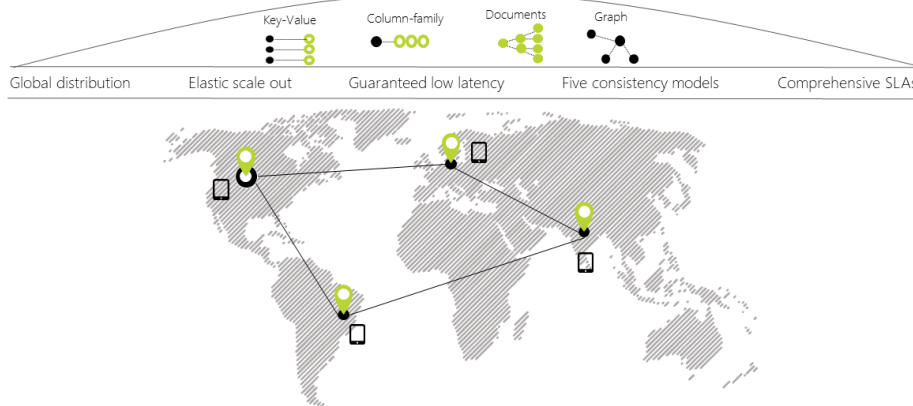 Key-Value
Column-family
Documents
Graph
Global distribution
Elastic scale out
Guaranteed low latency
Five consistency models
Comprehensive SLAs